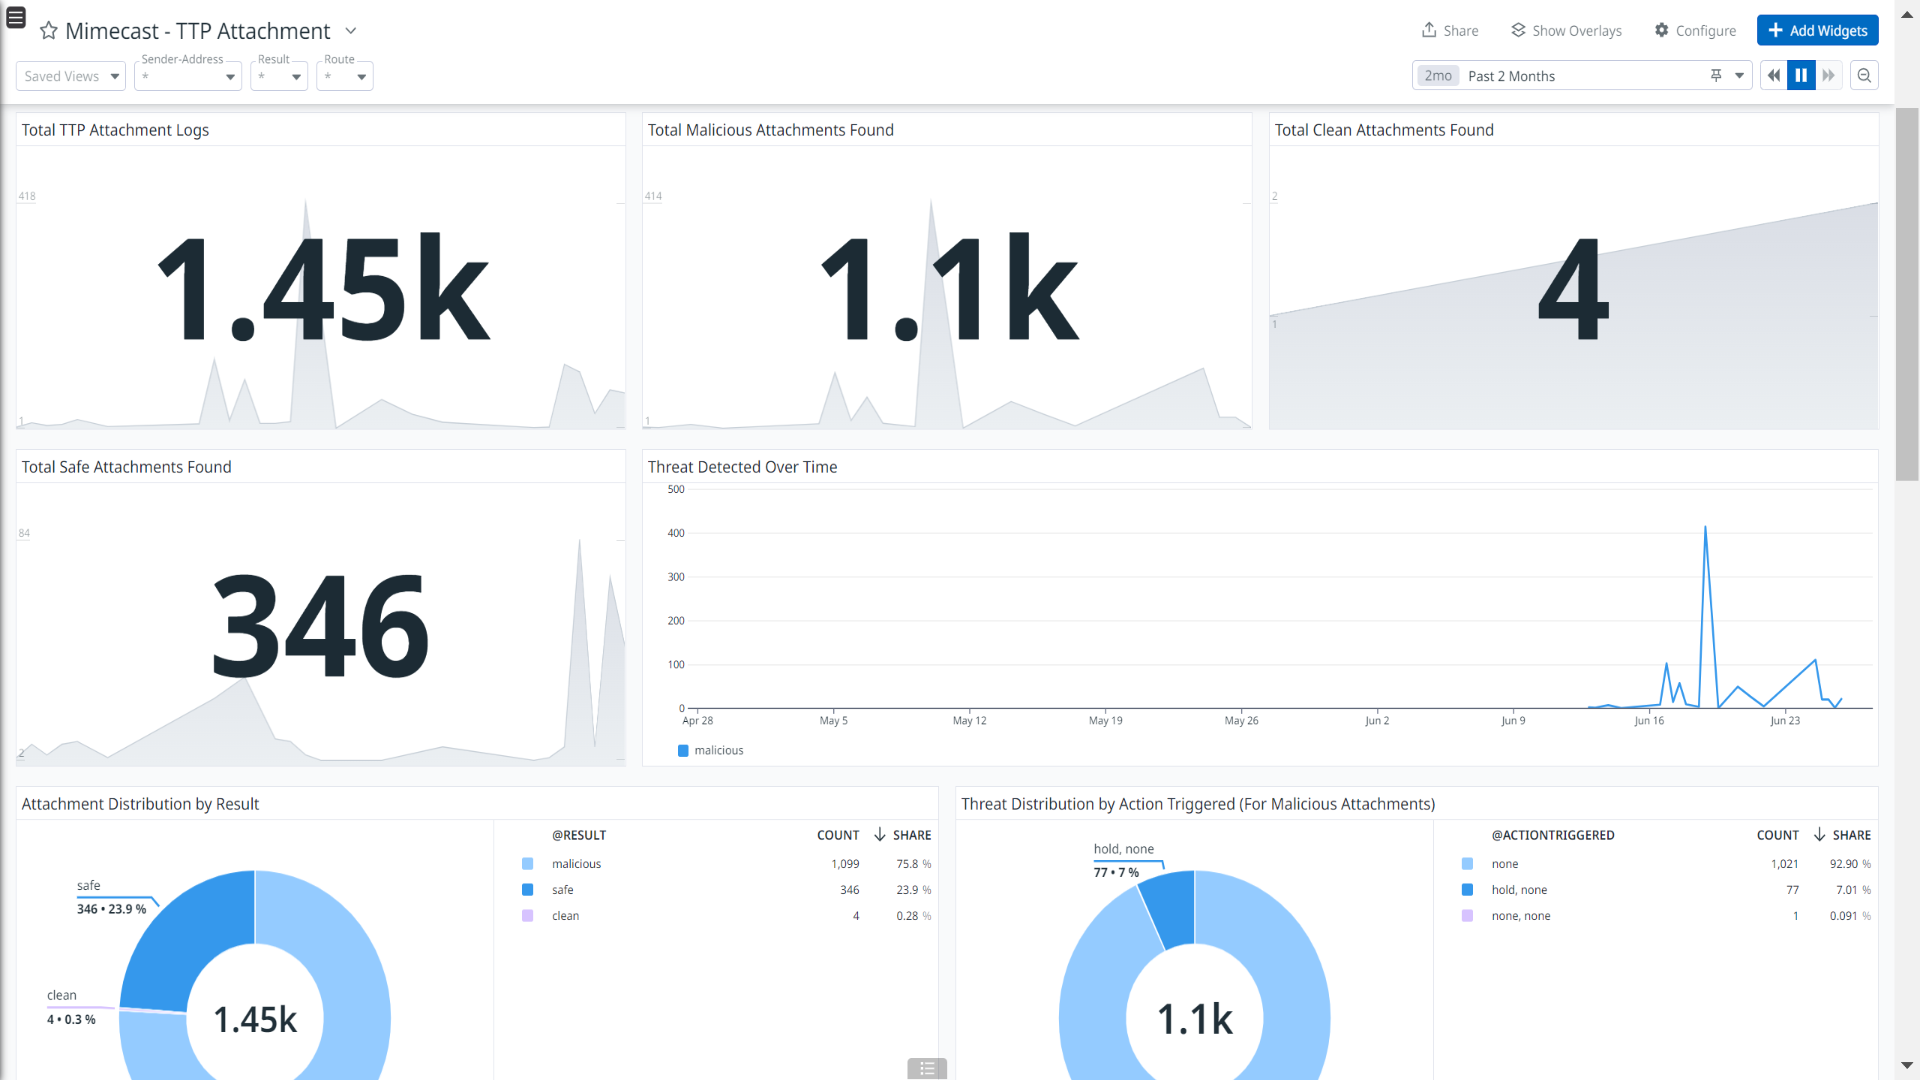 Mimecast - TTP Attachment
Share
Show Overlays
Configure
Add Widgets
Saved Views
Sender-Address
*
Result
*
Route
*
2mo Past 2 Months
Total TTP Attachment Logs
418
1.45k
1
Total Malicious Attachments Found
414
1.1k
1
Total Clean Attachments Found
2
4
1
Total Safe Attachments Found
84
346
2
Threat Detected Over Time
500
400
300
200
100
0
Apr 28 May 5 May 12 May 19 May 26 Jun 2 Jun 9 Jun 16 Jun 23
malicious
Attachment Distribution by Result
safe
346 • 23.9 %
clean
4 • 0.3 %
1.45k
@RESULT COUNT SHARE
malicious 1,099 75.8 %
safe 346 23.9 %
clean 4 0.28 %
Threat Distribution by Action Triggered (For Malicious Attachments)
hold, none
77 • 7 %
1.1k
@ACTIONTRIGGERED COUNT SHARE
none 1,021 92.90 %
hold, none 77 7.01 %
none, none 1 0.091 %